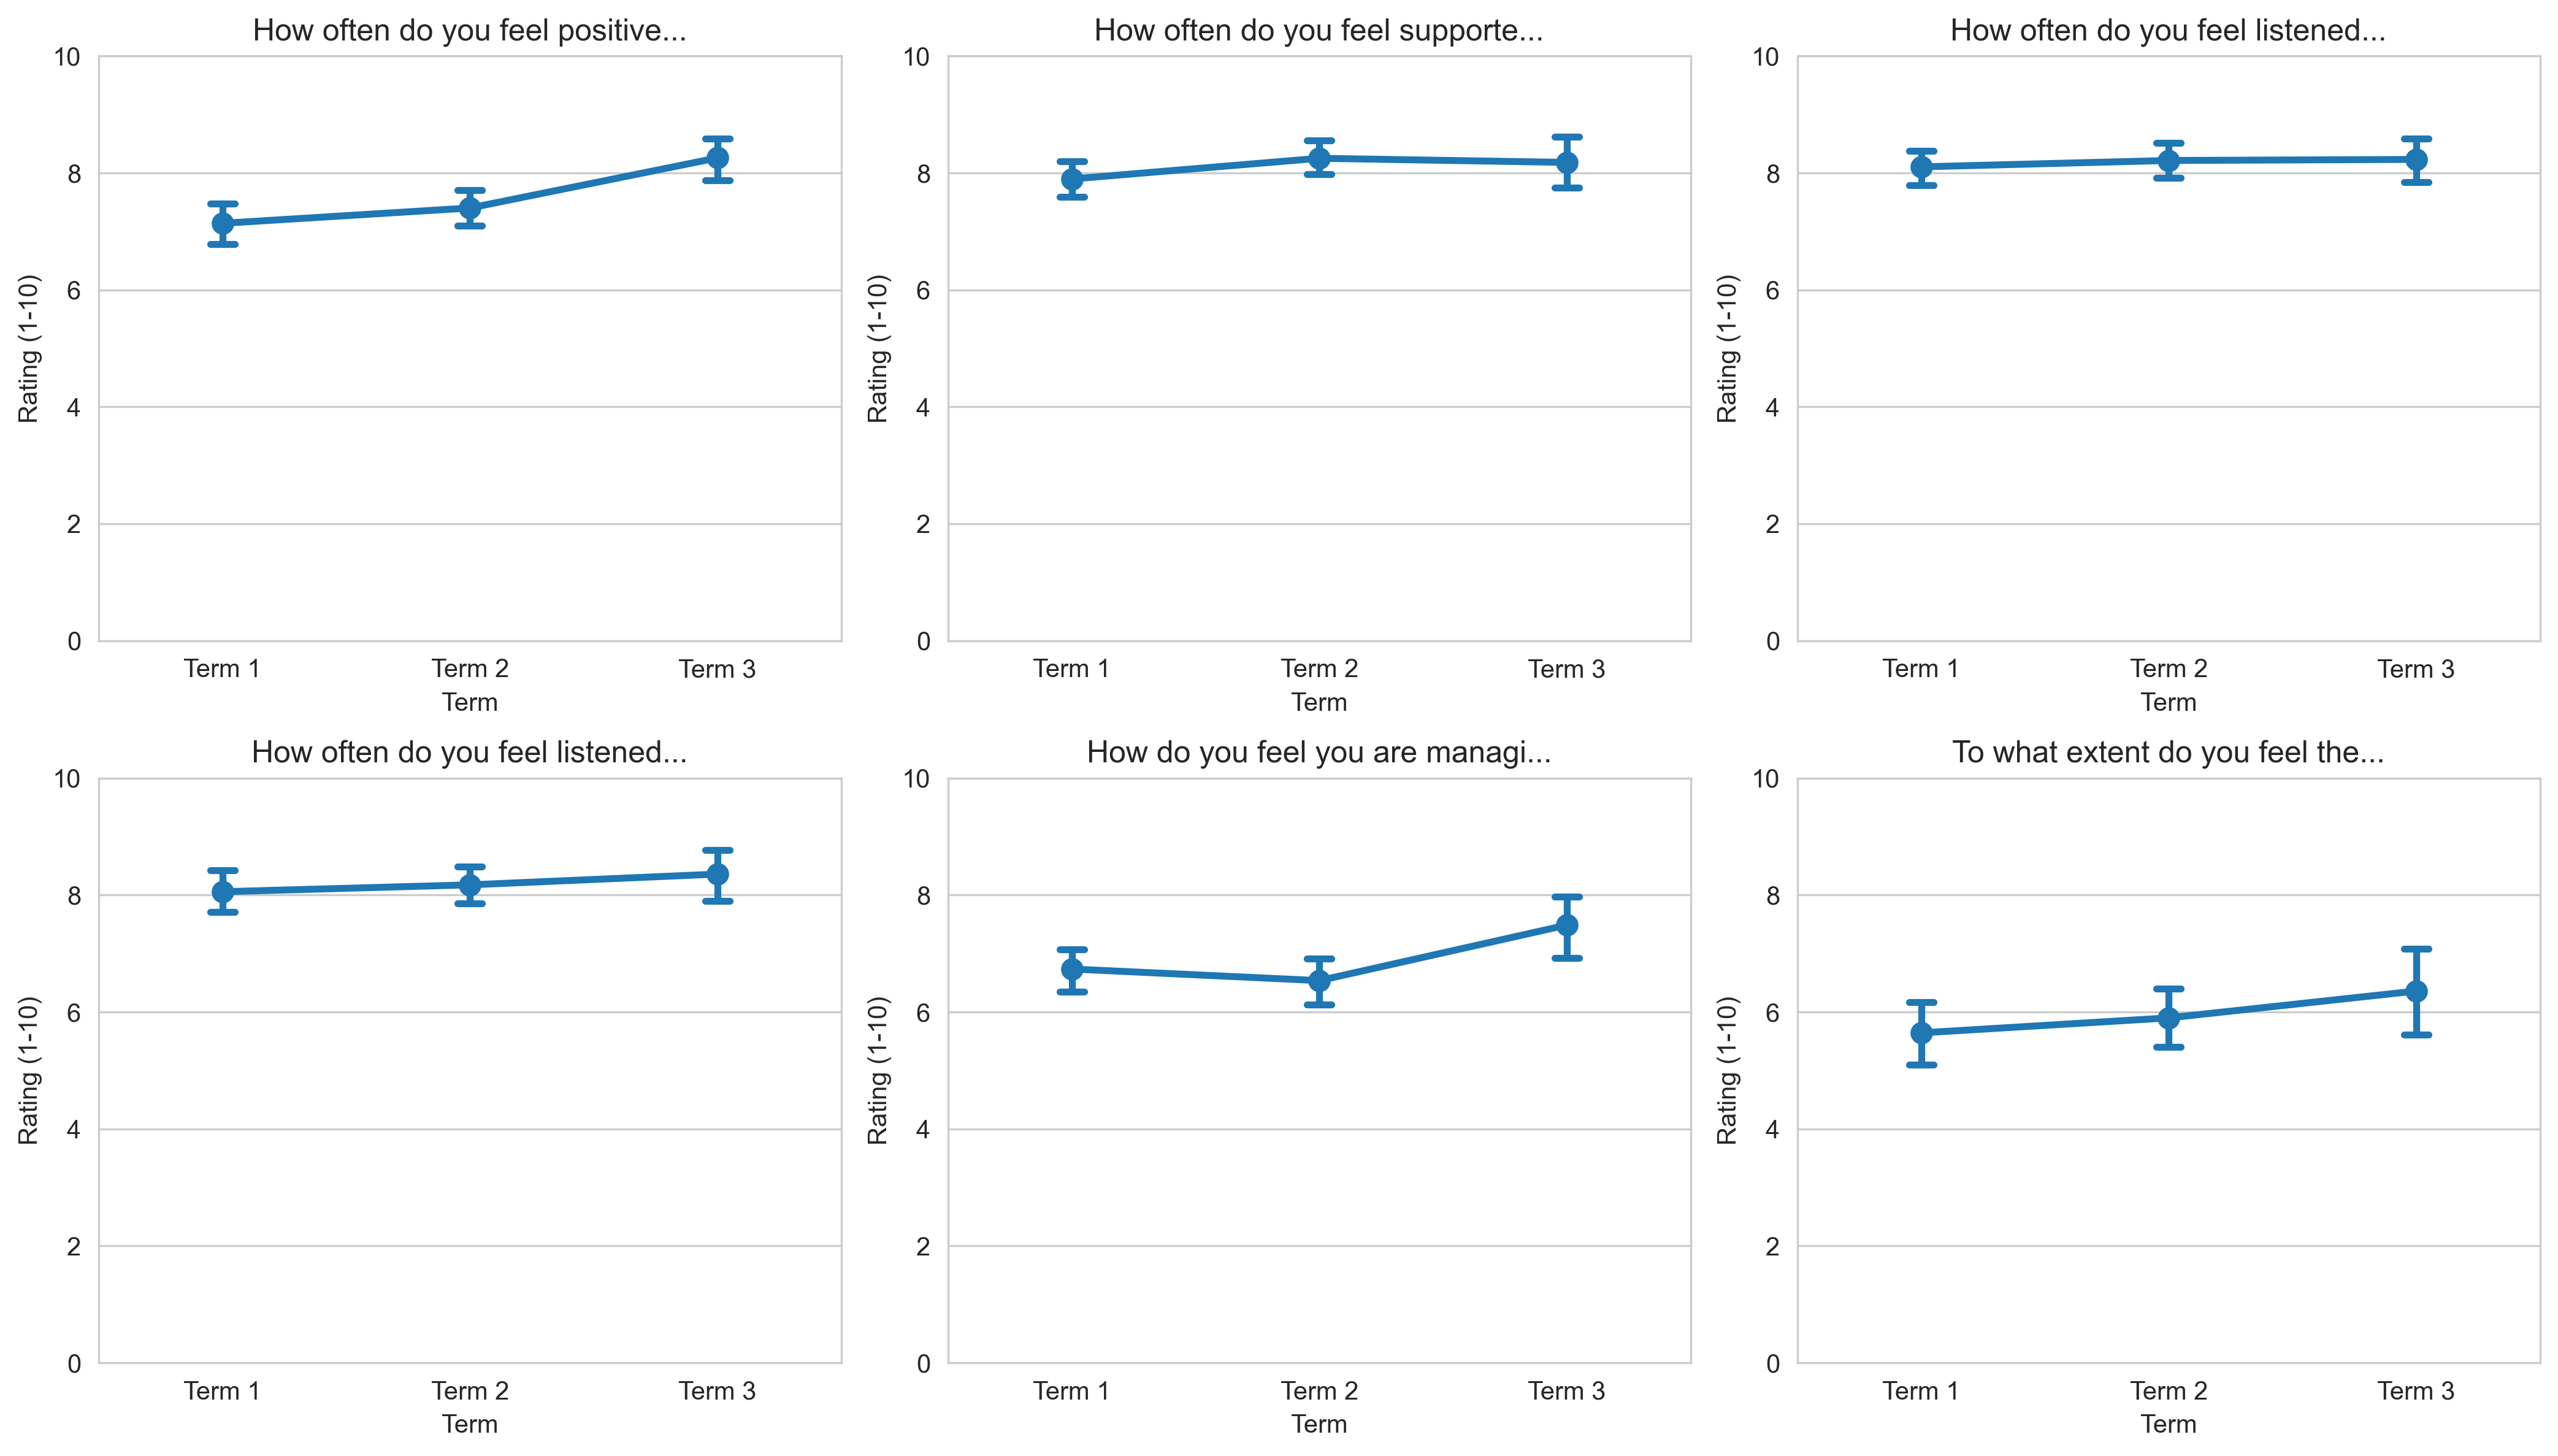 How often do you feel positive...
10
8
6
4
2
0
Rating (1-10)
Term 1 Term 2 Term 3
Term
How often do you feel supporte...
10
8
6
4
2
0
Rating (1-10)
Term 1 Term 2 Term 3
Term
How often do you feel listened...
10
8
6
4
2
0
Rating (1-10)
Term 1 Term 2 Term 3
Term
How often do you feel listened...
10
8
6
4
2
0
Rating (1-10)
Term 1 Term 2 Term 3
Term
How do you feel you are managi...
10
8
6
4
2
0
Rating (1-10)
Term 1 Term 2 Term 3
Term
To what extent do you feel the...
10
8
6
4
2
0
Rating (1-10)
Term 1 Term 2 Term 3
Term